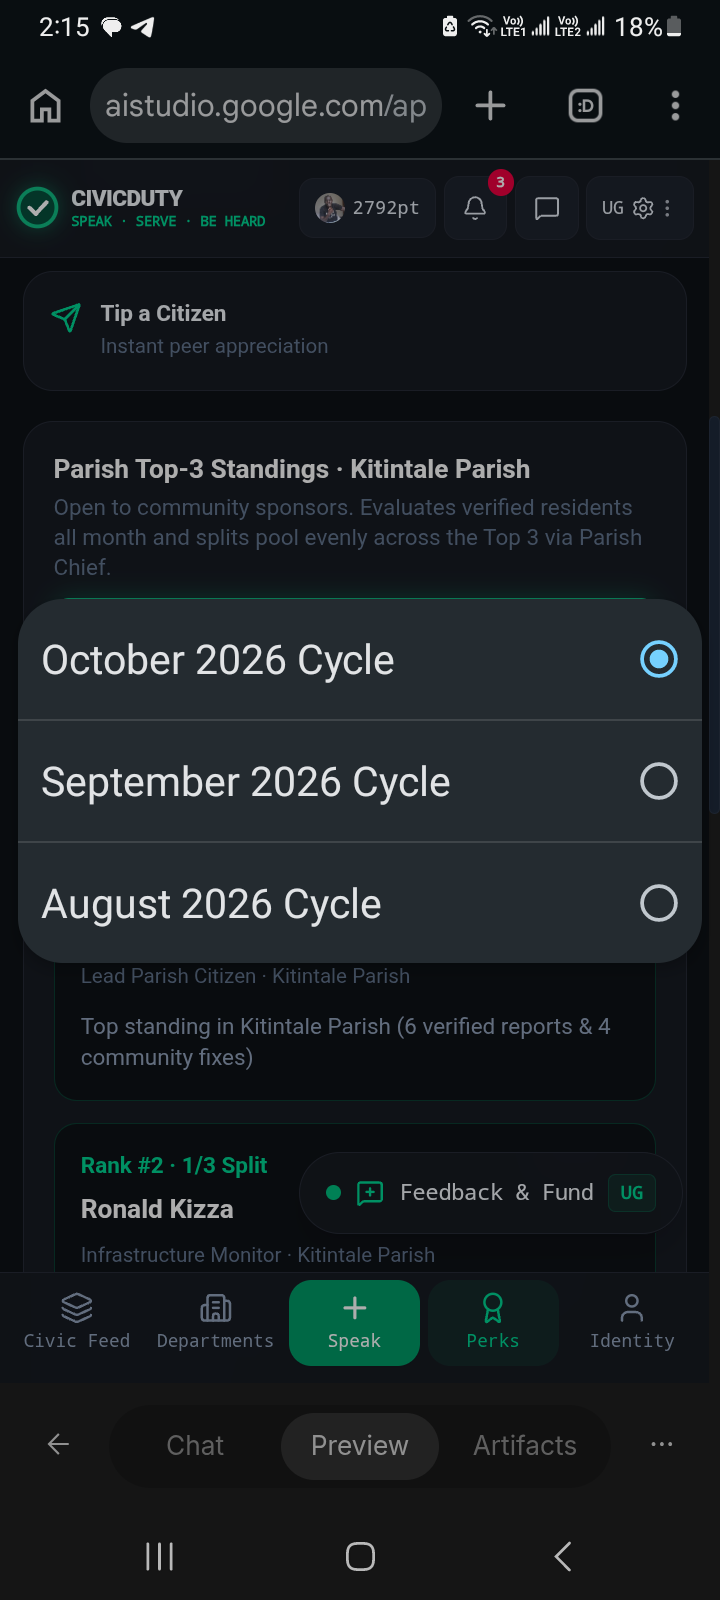 2:15
Vo)) LTE1
Vo)) LTE2
18%
aistudio.google.com/ap
:D
CIVICDUTY
SPEAK · SERVE · BE HEARD
2792pt
3
UG
Tip a Citizen
Instant peer appreciation
Parish Top-3 Standings · Kitintale Parish
Open to community sponsors. Evaluates verified residents
all month and splits pool evenly across the Top 3 via Parish
Chief.
October 2026 Cycle
September 2026 Cycle
August 2026 Cycle
Lead Parish Citizen · Kitintale Parish
Top standing in Kitintale Parish (6 verified reports & 4
community fixes)
Rank #2 · 1/3 Split
Ronald Kizza
Feedback & Fund
UG
Infrastructure Monitor · Kitintale Parish
Civic Feed
Departments
Speak
Perks
Identity
Chat
Preview
Artifacts